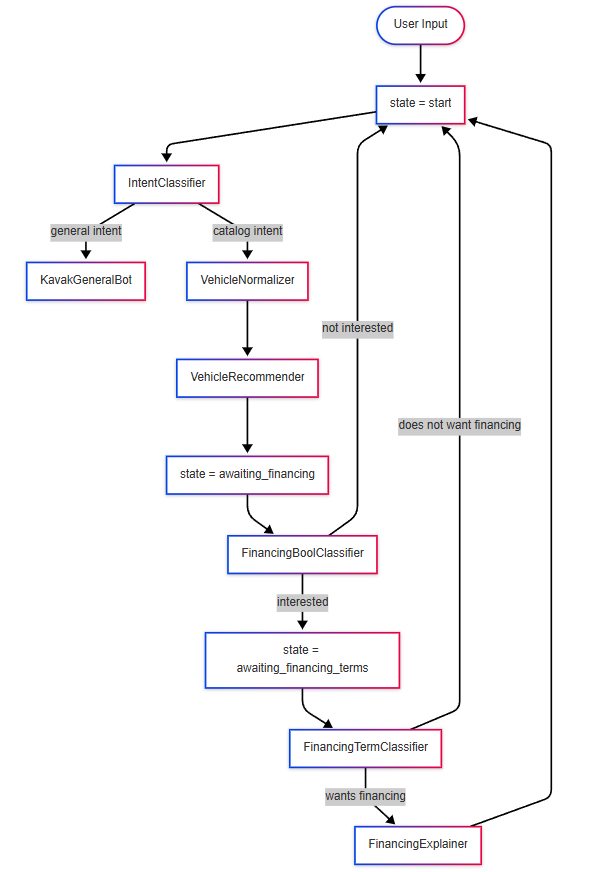 User Input
state = start
IntentClassifier
general intent
catalog intent
KavakGeneralBot
VehicleNormalizer
not interested
VehicleRecommender
does not want financing
state = awaiting_financing
FinancingBoolClassifier
interested
state =
awaiting_financing_terms
FinancingTermClassifier
wants financing
FinancingExplainer